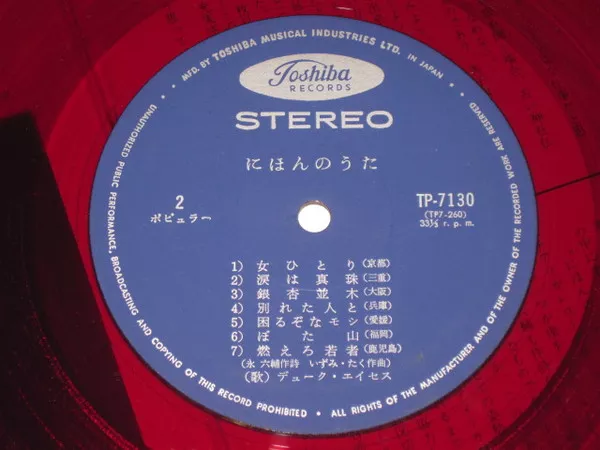 MFD. BY TOSHIBA MUSICAL INDUSTRIES LTD. IN JAPAN.
Toshiba
RECORDS
STEREO
にほんのうた
2
ポピュラー
TP-7130
(TP7-260)
33⅓ r. p. m.
1) 女ひとり(京都)
2) 涙は真珠(三重)
3) 銀杏並木(大阪)
4) 別れた人と(兵庫)
5) 困るぞなモシ(愛媛)
6) ぼた山(福岡)
7) 燃えろ若者(鹿児島)
(永 六輔作詩 いずみ・たく作曲)
(歌) デューク・エイセス
UNAUTHORIZED PUBLIC PERFORMANCE, BROADCASTING AND COPYING OF THIS RECORD PROHIBITED • ALL RIGHTS OF THE MANUFACTURER AND OF THE OWNER OF THE RECORDED WORK ARE RESERVED.